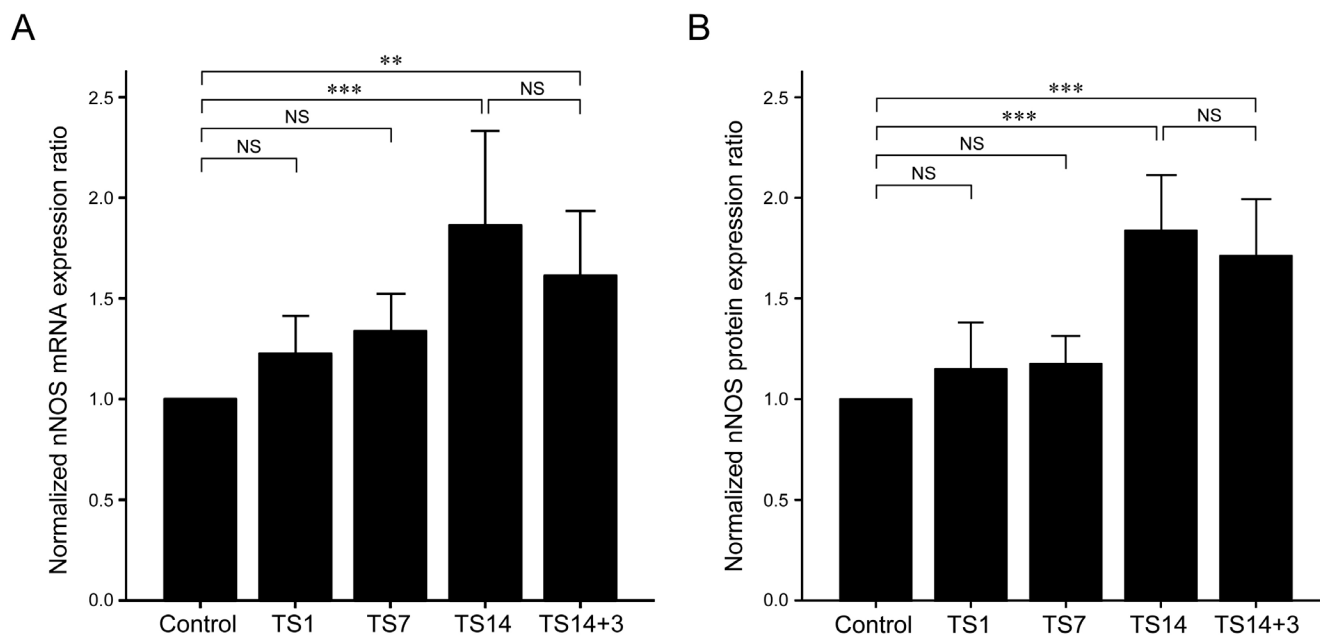 A
Normalized nNOS mRNA expression ratio
2.5
2.0
1.5
1.0
0.5
0.0
**
***
NS
NS
NS
Control TS1 TS7 TS14 TS14+3
B
Normalized nNOS protein expression ratio
2.5
2.0
1.5
1.0
0.5
0.0
***
***
NS
NS
NS
Control TS1 TS7 TS14 TS14+3